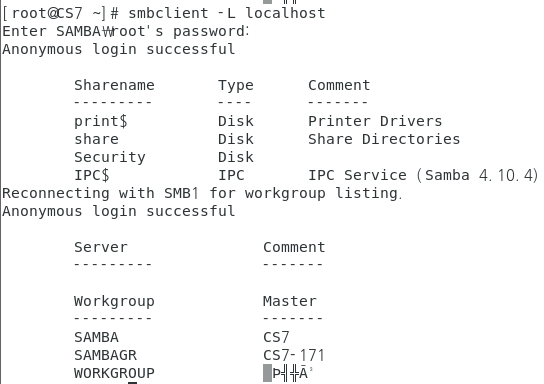 [root@CS7 ~]# smbclient -L localhost
Enter SAMBA₩root's password:
Anonymous login successful
Sharename Type Comment
--------- ---- -------
print$ Disk Printer Drivers
share Disk Share Directories
Security Disk
IPC$ IPC IPC Service (Samba 4.10.4)
Reconnecting with SMB1 for workgroup listing.
Anonymous login successful
Server Comment
--------- -------
Workgroup Master
--------- -------
SAMBA CS7
SAMBAGR CS7-171
WORKGROUP